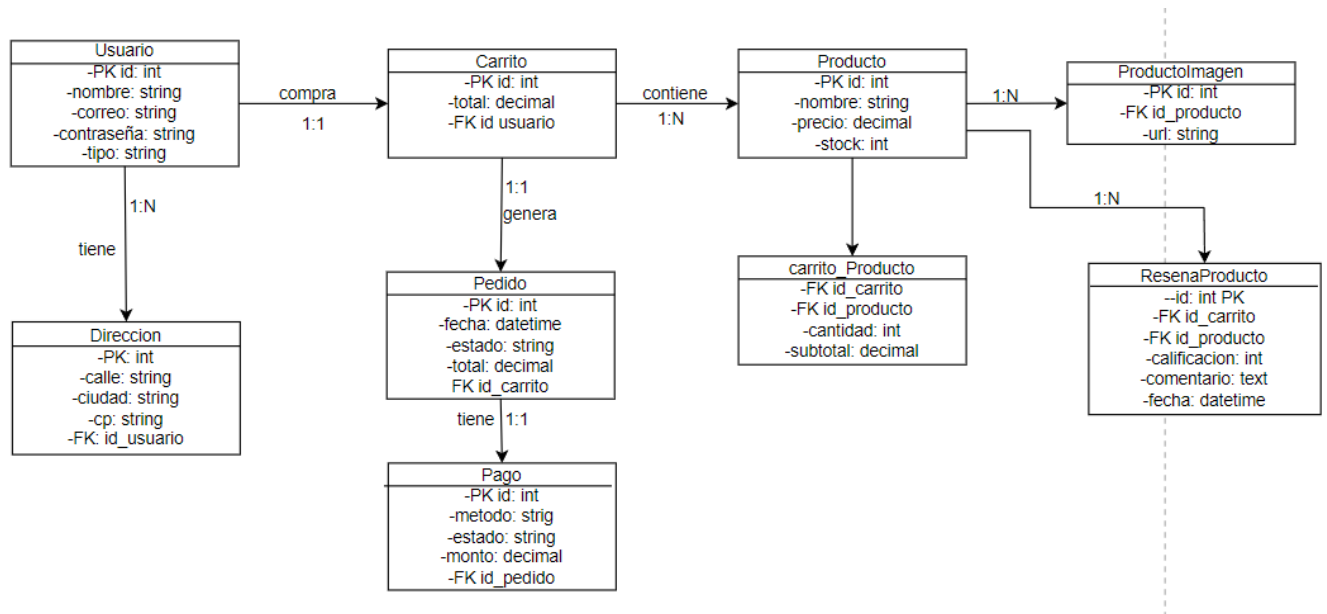 Usuario
-PK id: int
-nombre: string
-correo: string
-contraseña: string
-tipo: string
compra
1:1
Carrito
-PK id: int
-total: decimal
-FK id usuario
contiene
1:N
Producto
-PK id: int
-nombre: string
-precio: decimal
-stock: int
1:N
ProductoImagen
-PK id: int
-FK id_producto
-url: string
1:N
tiene
1:1
genera
1:N
carrito_Producto
-FK id_carrito
-FK id_producto
-cantidad: int
-subtotal: decimal
ResenaProducto
--id: int PK
-FK id_carrito
-FK id_producto
-calificacion: int
-comentario: text
-fecha: datetime
Pedido
-PK id: int
-fecha: datetime
-estado: string
-total: decimal
FK id_carrito
Direccion
-PK: int
-calle: string
-ciudad: string
-cp: string
-FK: id_usuario
tiene
1:1
Pago
-PK id: int
-metodo: strig
-estado: string
-monto: decimal
-FK id_pedido